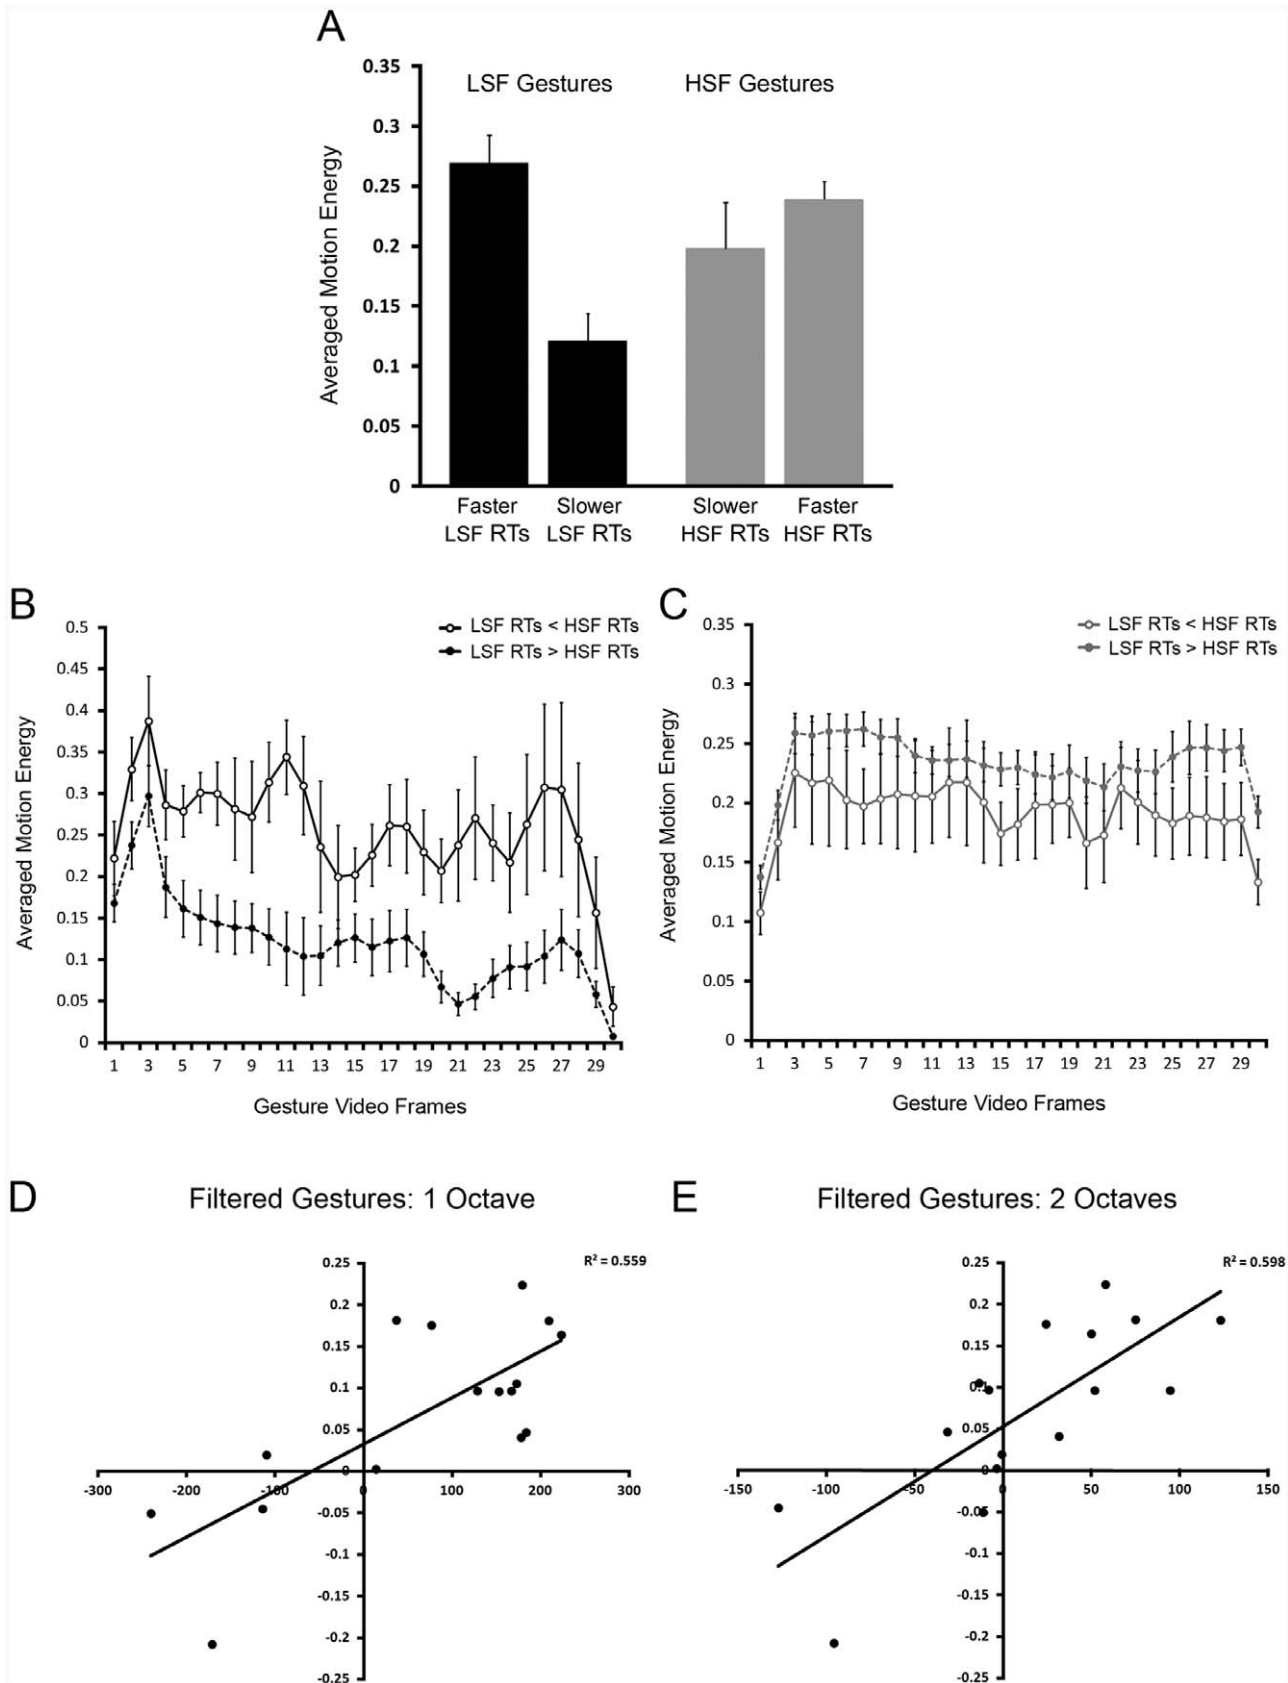 A
LSF Gestures HSF Gestures
Averaged Motion Energy
0.35
0.3
0.25
0.2
0.15
0.1
0.05
0
Faster Slower Slower Faster
LSF RTs LSF RTs HSF RTs HSF RTs
B
LSF RTs < HSF RTs
LSF RTs > HSF RTs
Averaged Motion Energy
0.5
0.45
0.4
0.35
0.3
0.25
0.2
0.15
0.1
0.05
0
1 3 5 7 9 11 13 15 17 19 21 23 25 27 29
Gesture Video Frames
C
LSF RTs < HSF RTs
LSF RTs > HSF RTs
Averaged Motion Energy
0.35
0.3
0.25
0.2
0.15
0.1
0.05
0
1 3 5 7 9 11 13 15 17 19 21 23 25 27 29
Gesture Video Frames
D Filtered Gestures: 1 Octave
R² = 0.559
0.25
0.2
0.15
0.1
0.05
0
-300 -200 -100 0 100 200 300
-0.05
-0.1
-0.15
-0.2
-0.25
E Filtered Gestures: 2 Octaves
R² = 0.598
0.25
0.2
0.15
0.1
0.05
0
-150 -100 -50 0 50 100 150
-0.05
-0.1
-0.15
-0.2
-0.25